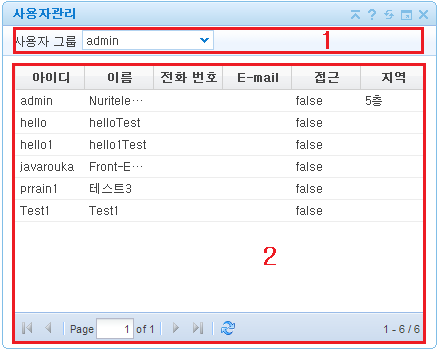 사용자관리
사용자 그룹 admin 1
아이디 이름 전화 번호 E-mail 접근 지역
admin Nuritele··· false 5층
hello helloTest false
hello1 hello1Test false
javarouka Front-E··· false
prrain1 테스트3 false
Test1 Test1 false
2
Page 1 of 1 1 - 6 / 6